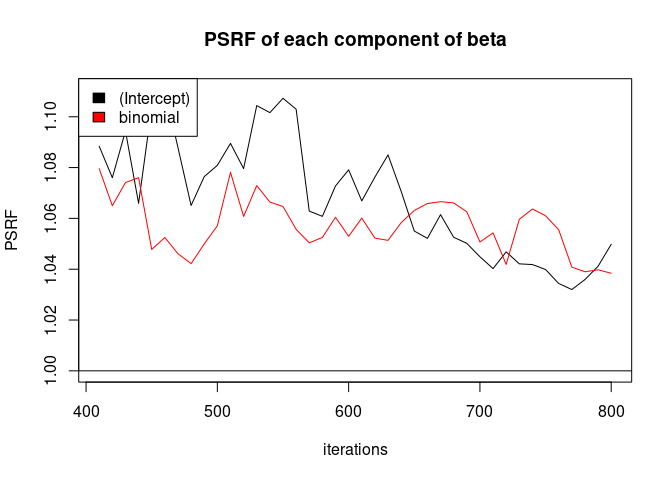 PSRF of each component of beta
(Intercept)
binomial
PSRF
1.10
1.08
1.06
1.04
1.02
1.00
400 500 600 700 800
iterations